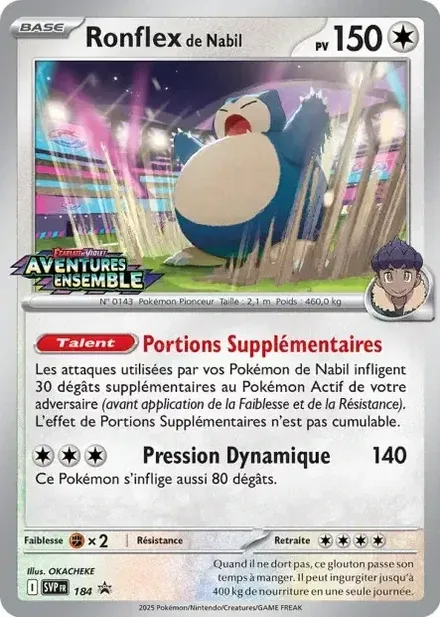 BASE
Ronflex de Nabil
PV 150
ÉCARLATE ET VIOLET
AVENTURES
ENSEMBLE
N° 0143 Pokémon Pionceur Taille : 2,1 m Poids : 460,0 kg
Talent Portions Supplémentaires
Les attaques utilisées par vos Pokémon de Nabil infligent
30 dégâts supplémentaires au Pokémon Actif de votre
adversaire (avant application de la Faiblesse et de la Résistance).
L'effet de Portions Supplémentaires n'est pas cumulable.
Pression Dynamique 140
Ce Pokémon s'inflige aussi 80 dégâts.
Faiblesse ×2 Résistance Retraite
Illus. OKACHEKE
I SVP FR 184
Quand il ne dort pas, ce glouton passe son
temps à manger. Il peut ingurgiter jusqu'à
400 kg de nourriture en une seule journée.
2025 Pokémon/Nintendo/Creatures/GAME FREAK